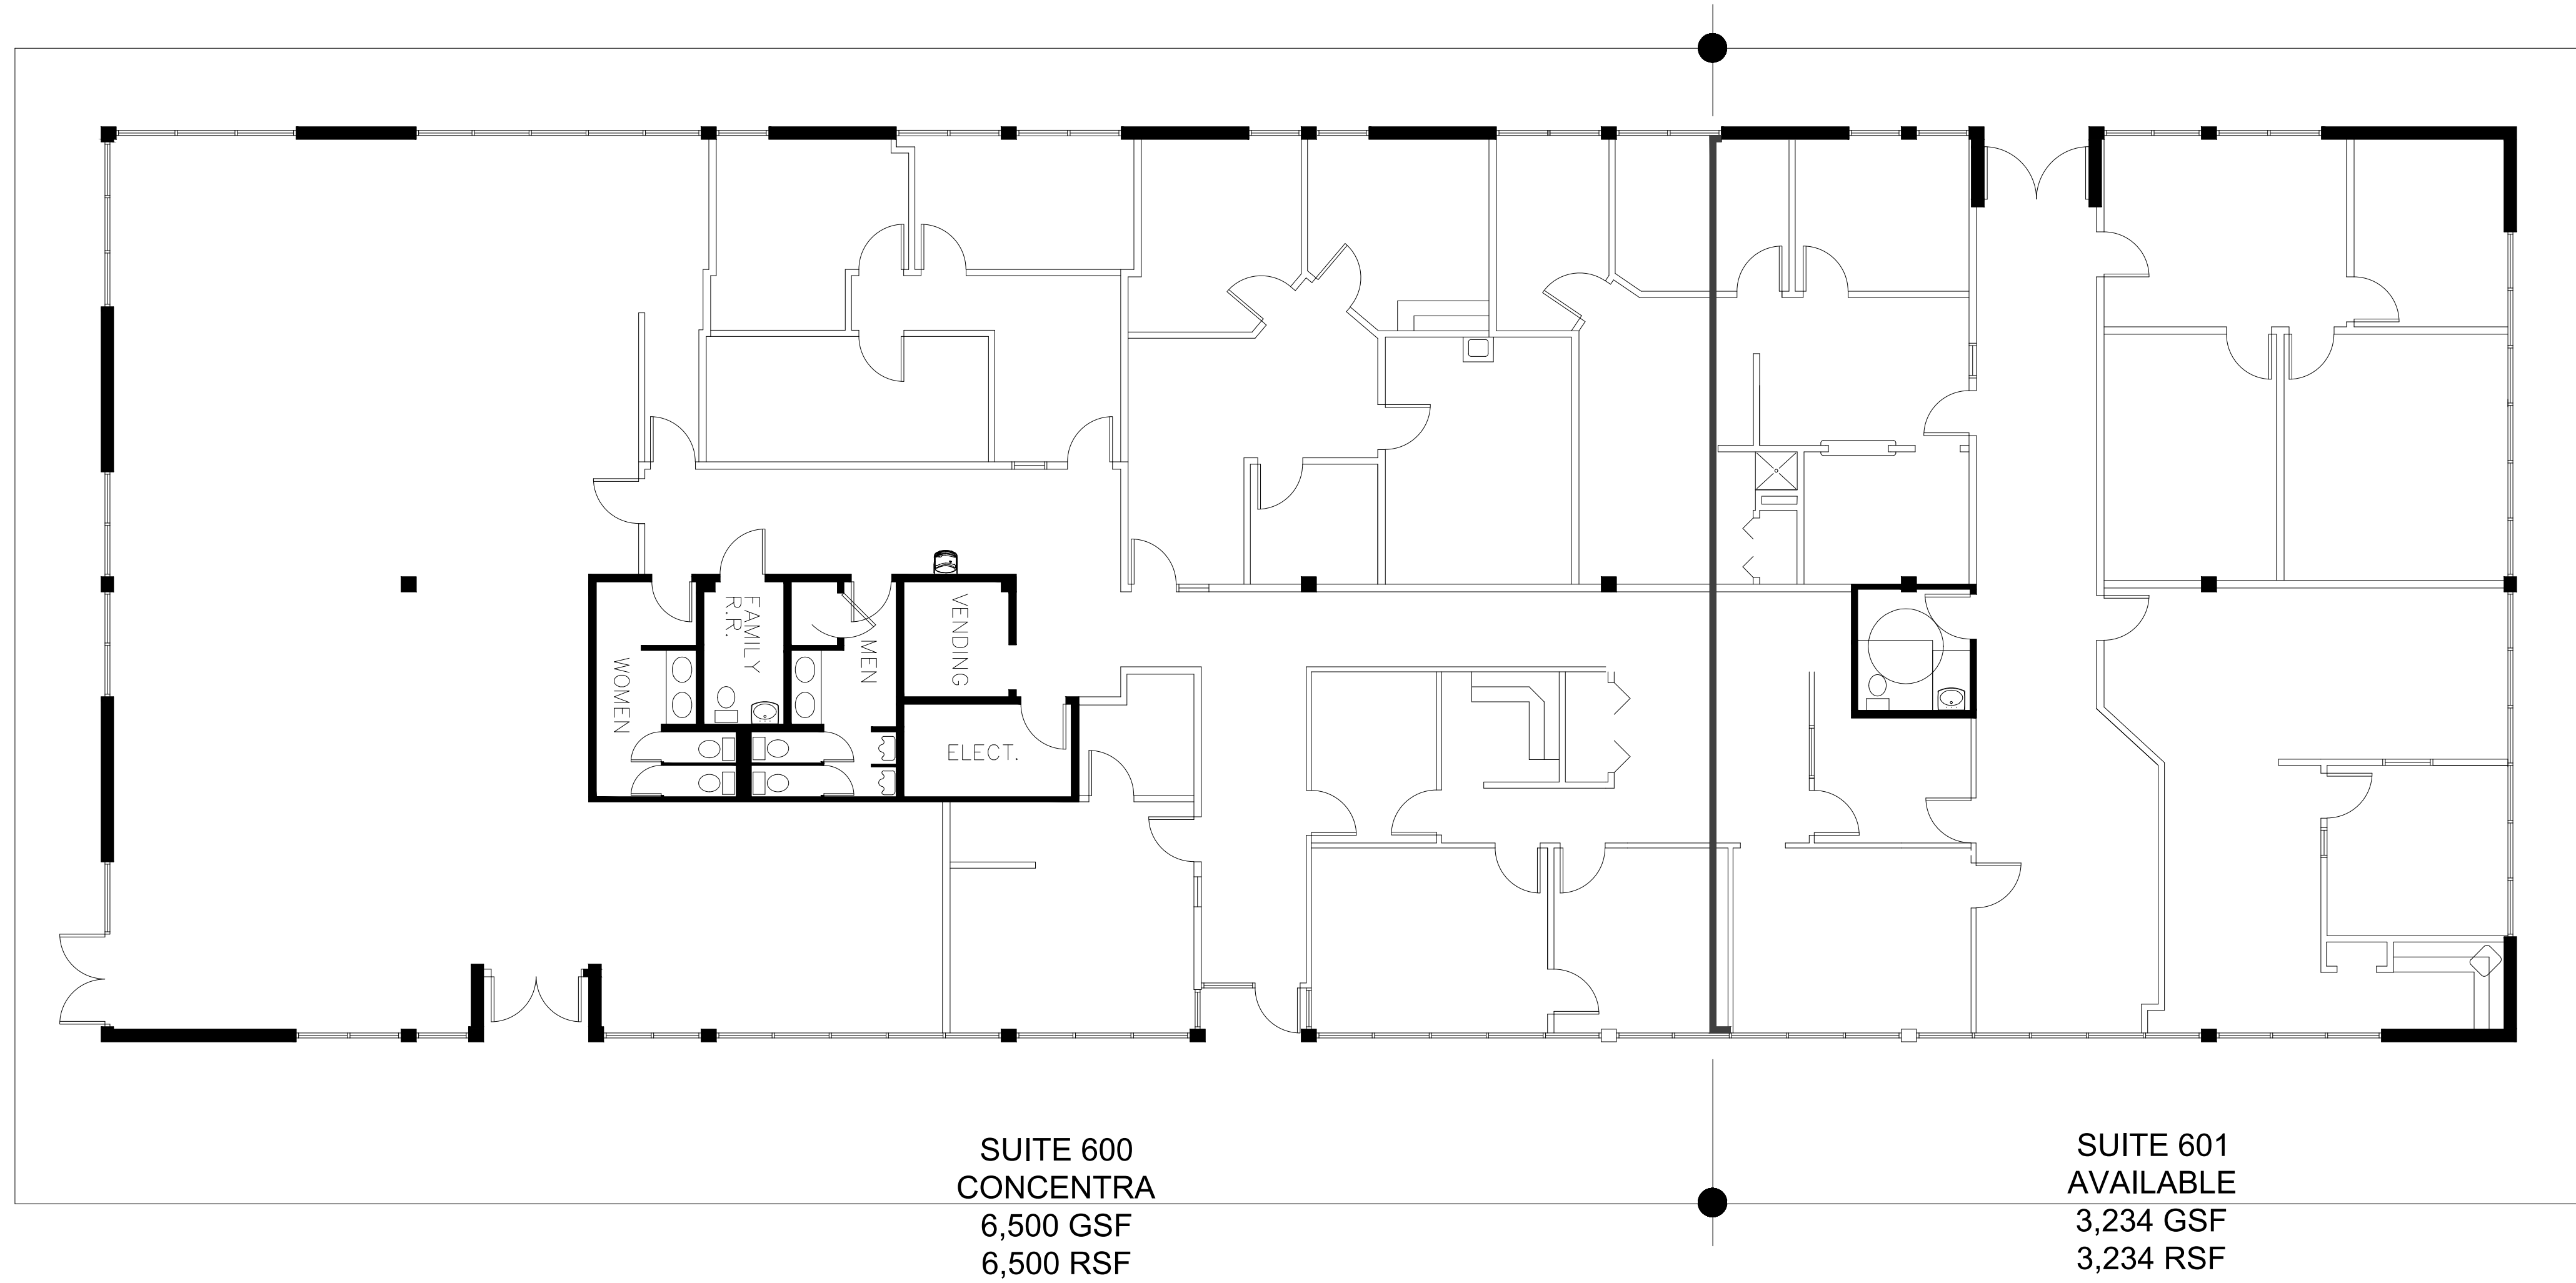 WOMEN
FAMILY
R.R.
MEN
VENDING
ELECT.
SUITE 600
CONCENTRA
6,500 GSF
6,500 RSF
SUITE 601
AVAILABLE
3,234 GSF
3,234 RSF